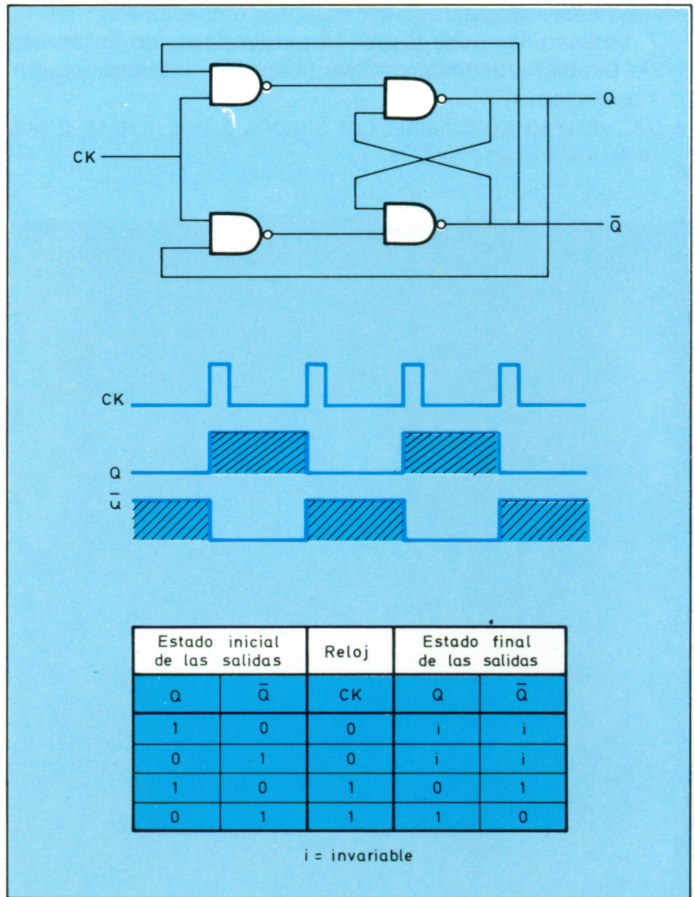 Q
CK
Q̅
CK
Q
Q̅
Estado inicial de las salidas
Reloj
Estado final de las salidas
Q Q̅ CK Q Q̅
1 0 0 i i
0 1 0 i i
1 0 1 0 1
0 1 1 1 0
i = invariable